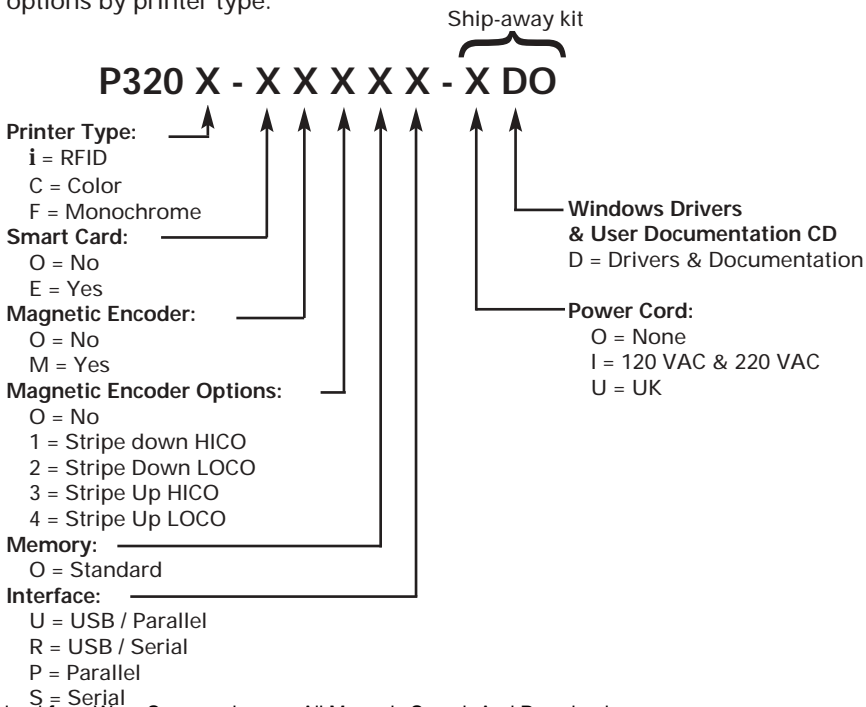 options by printer type.
Ship-away kit
P320 X - X X X X X - X DO
Printer Type:
i = RFID
C = Color
F = Monochrome
Smart Card:
O = No
E = Yes
Magnetic Encoder:
O = No
M = Yes
Magnetic Encoder Options:
O = No
1 = Stripe down HICO
2 = Stripe Down LOCO
3 = Stripe Up HICO
4 = Stripe Up LOCO
Memory:
O = Standard
Interface:
U = USB / Parallel
R = USB / Serial
P = Parallel
S = Serial
Windows Drivers
& User Documentation CD
D = Drivers & Documentation
Power Cord:
O = None
I = 120 VAC & 220 VAC
U = UK